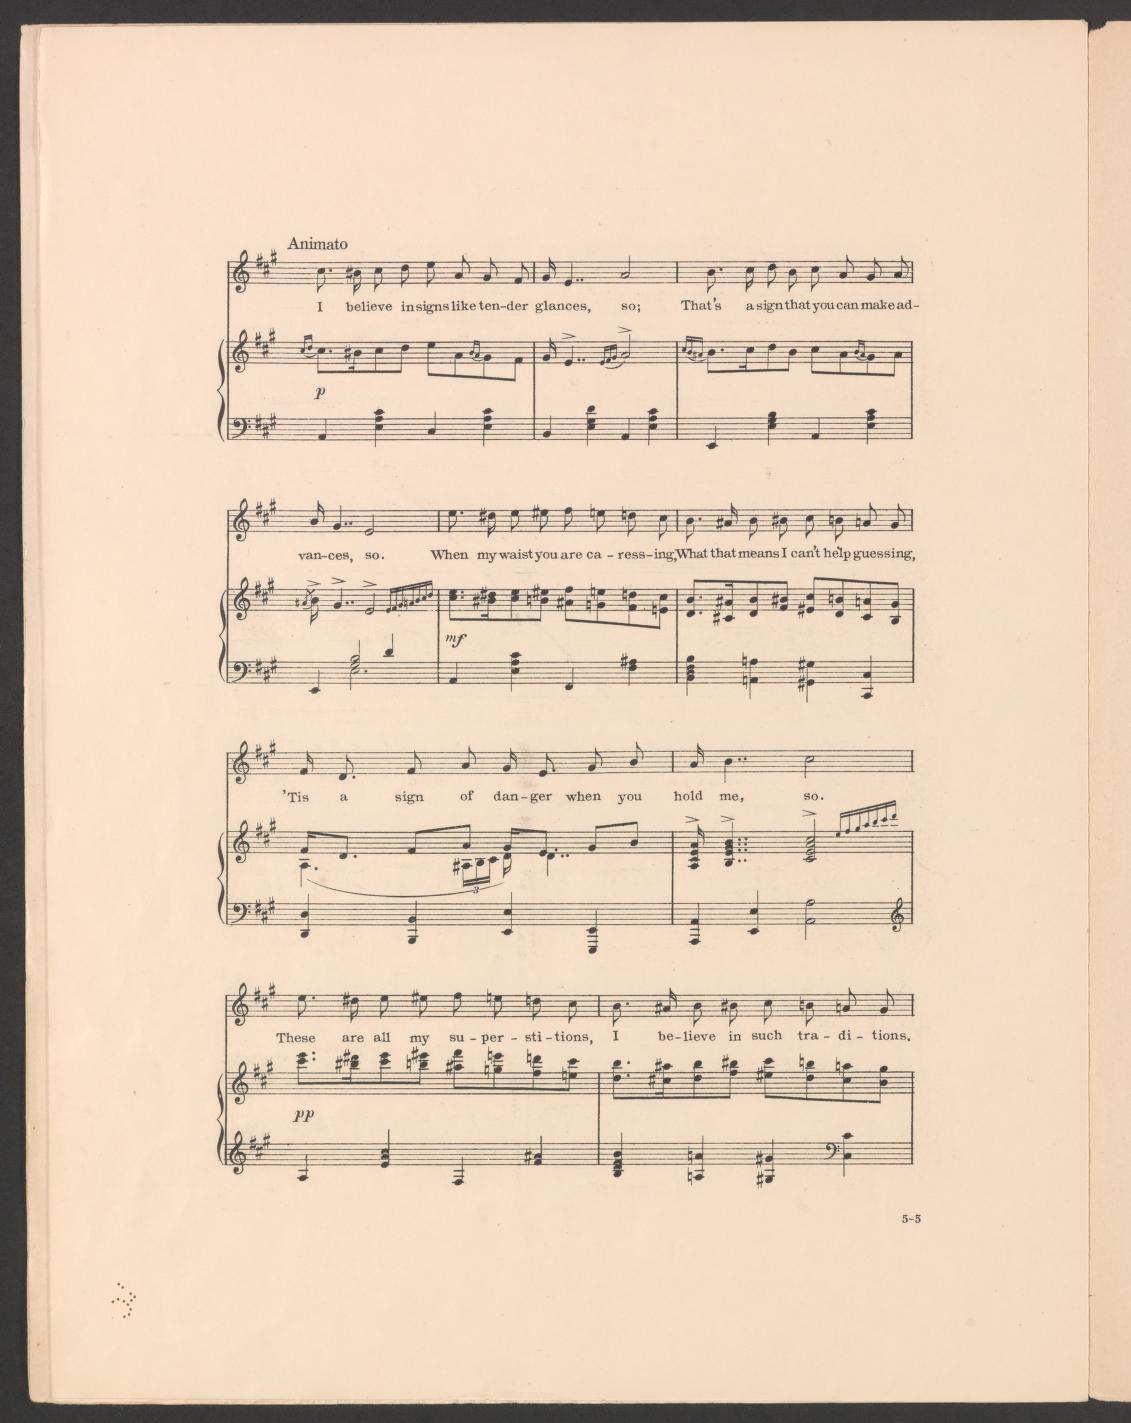 Animato
I believe in signs like ten-der glances, so; That's a sign that you can make ad-
p
van-ces, so. When my waist you are ca - ress-ing, What that means I can't help guessing,
mf
'Tis a sign of dan-ger when you hold me, so.
3
These are all my su - per - sti - tions, I be-lieve in such tra - di - tions.
pp
5-5